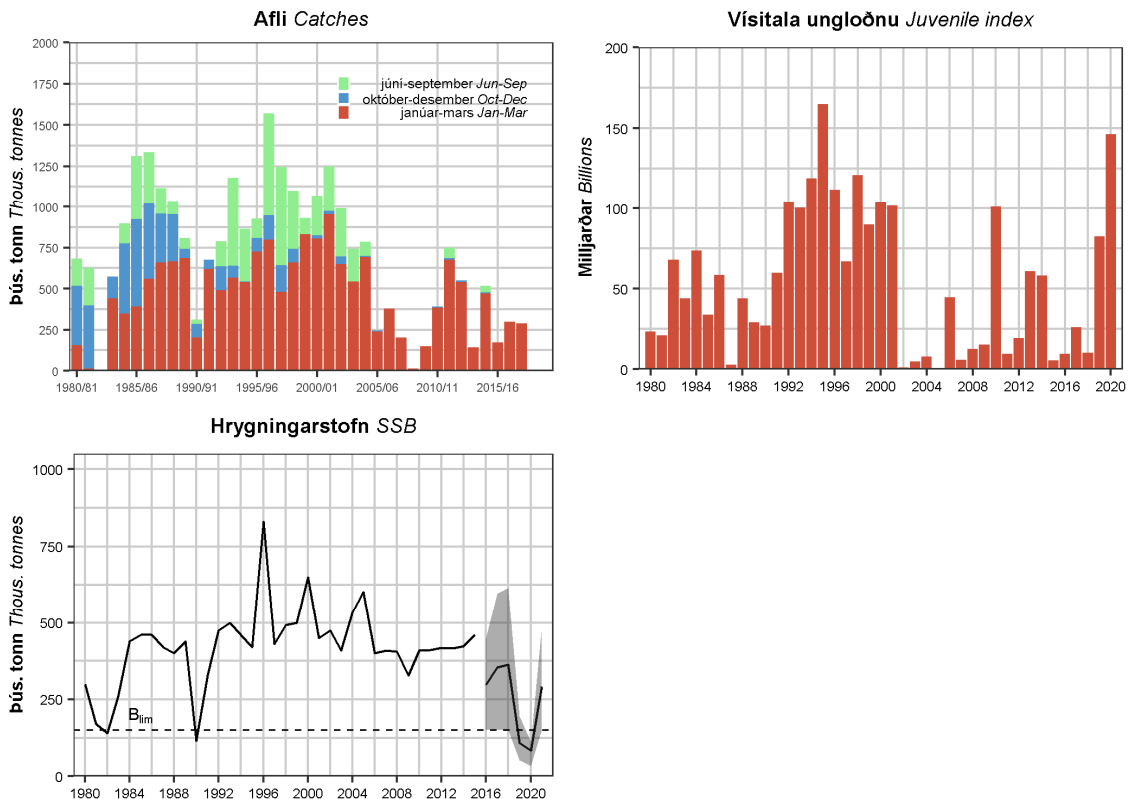 Afli Catches
þús. tonn Thous. tonnes
2000
1750
1500
1250
1000
750
500
250
0
júní-september Jun-Sep
október-desember Oct-Dec
janúar-mars Jan-Mar
1980/81 1985/86 1990/91 1995/96 2000/01 2005/06 2010/11 2015/16
Vísitala ungloðnu Juvenile index
Milljarðar Billions
200
150
100
50
0
1980 1984 1988 1992 1996 2000 2004 2008 2012 2016 2020
Hrygningarstofn SSB
þús. tonn Thous. tonnes
1000
750
500
250
0
Blim
1980 1984 1988 1992 1996 2000 2004 2008 2012 2016 2020